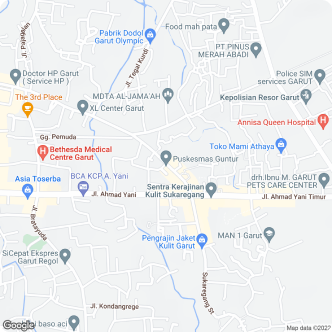 Food mah pata
Pabrik Dodol
Garut Olympic
Jl. Pajajaran
Jl. Tegal Kurdi
PT PINUS
MERAH ABADI
Doctor HP Garut
( Service HP )
Police SIM
services GARUT
MDTA AL-JAMA'AH
Kepolisian Resor Garut
The 3rd Place
XL Center Garut
Annisa Queen Hospital
Gg. Pemuda
Toko Mami Athaya
Bethesda Medical
Centre Garut
Puskesmas Guntur
BCA KCP A. Yani
Asia Toserba
drh.Ibnu M. GARUT
PETS CARE CENTER
Sentra Kerajinan
Kulit Sukaregang
Jl. Ahmad Yani
Jl. Ahmad Yani Timur
Jl. Bratayuda
Pengrajin Jaket
Kulit Garut
MAN 1 Garut
SiCepat Ekspres
Garut Regol
Sukaregang St.
Jl. Kondangrege
baso aci
Google
Map data ©2027